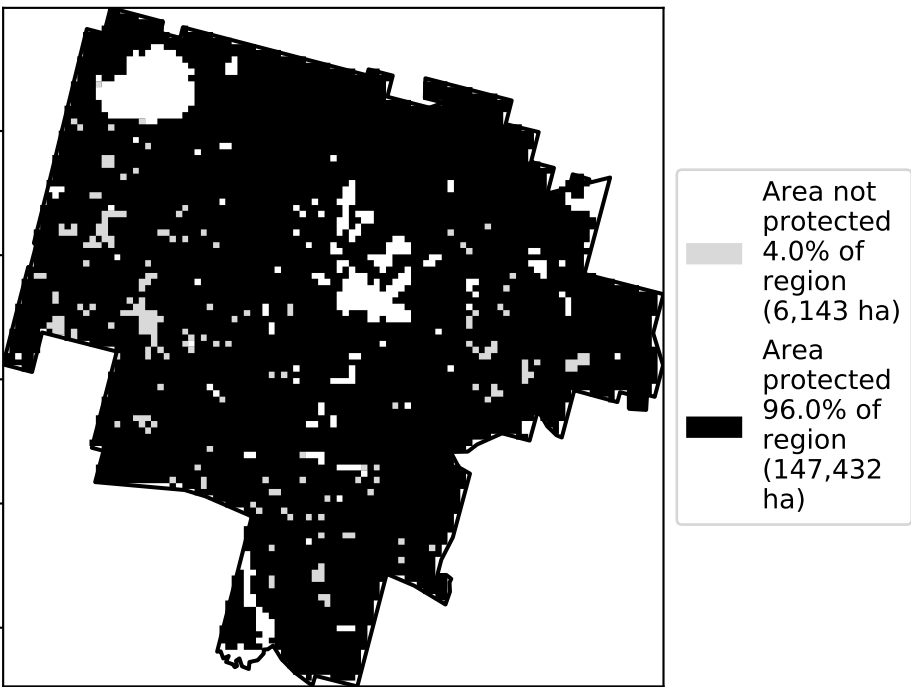 Area not
protected
4.0% of
region
(6,143 ha)
Area
protected
96.0% of
region
(147,432
ha)